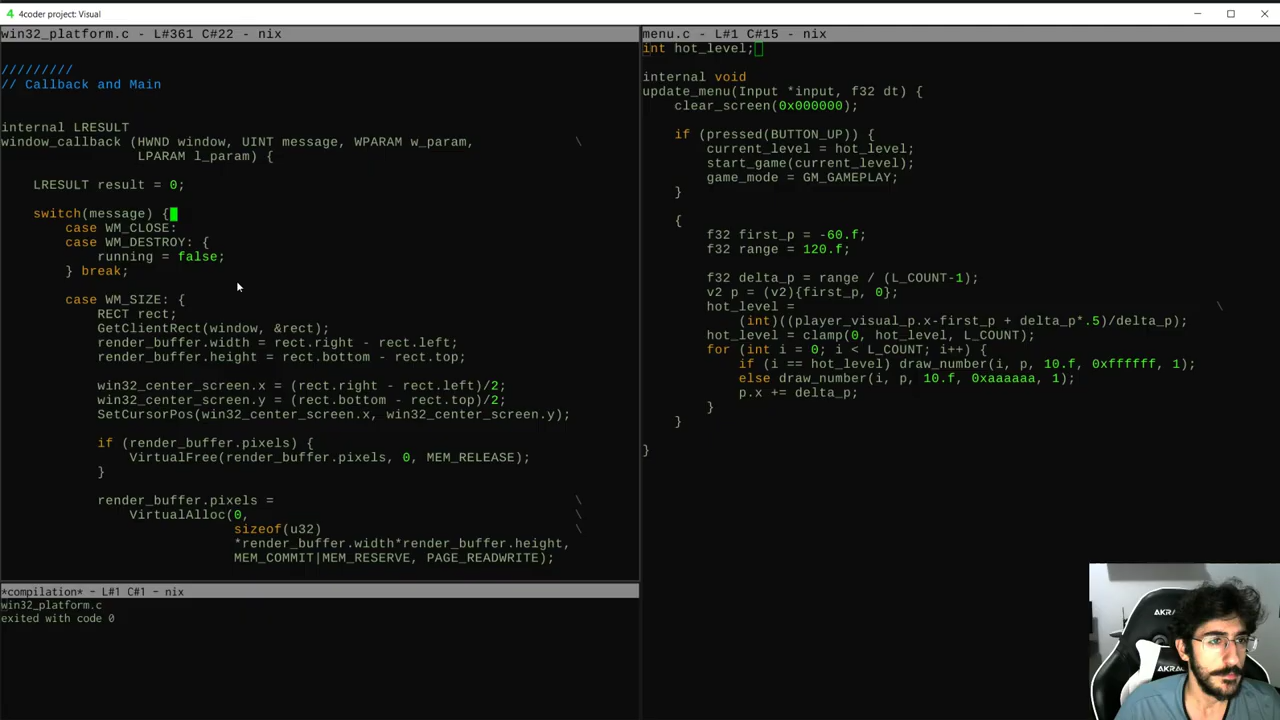 4 4coder project: Visual
win32_platform.c - L#361 C#22 - nix
/////////
// Callback and Main
internal LRESULT
window_callback (HWND window, UINT message, WPARAM w_param, \
LPARAM l_param) {
LRESULT result = 0;
switch(message) {
case WM_CLOSE:
case WM_DESTROY: {
running = false;
} break;
case WM_SIZE: {
RECT rect;
GetClientRect(window, &rect);
render_buffer.width = rect.right - rect.left;
render_buffer.height = rect.bottom - rect.top;
win32_center_screen.x = (rect.right - rect.left)/2;
win32_center_screen.y = (rect.bottom - rect.top)/2;
SetCursorPos(win32_center_screen.x, win32_center_screen.y);
if (render_buffer.pixels) {
VirtualFree(render_buffer.pixels, 0, MEM_RELEASE);
}
render_buffer.pixels = \
VirtualAlloc(0, \
sizeof(u32) \
*render_buffer.width*render_buffer.height,
MEM_COMMIT|MEM_RESERVE, PAGE_READWRITE);
*compilation* - L#1 C#1 - nix
win32_platform.c
exited with code 0
menu.c - L#1 C#15 - nix
int hot_level;
internal void
update_menu(Input *input, f32 dt) {
clear_screen(0x000000);
if (pressed(BUTTON_UP)) {
current_level = hot_level;
start_game(current_level);
game_mode = GM_GAMEPLAY;
}
{
f32 first_p = -60.f;
f32 range = 120.f;
f32 delta_p = range / (L_COUNT-1);
v2 p = (v2){first_p, 0};
hot_level = \
(int)((player_visual_p.x-first_p + delta_p*.5)/delta_p);
hot_level = clamp(0, hot_level, L_COUNT);
for (int i = 0; i < L_COUNT; i++) {
if (i == hot_level) draw_number(i, p, 10.f, 0xffffff, 1);
else draw_number(i, p, 10.f, 0xaaaaaa, 1);
p.x += delta_p;
}
}
}
AKRA
AKRA